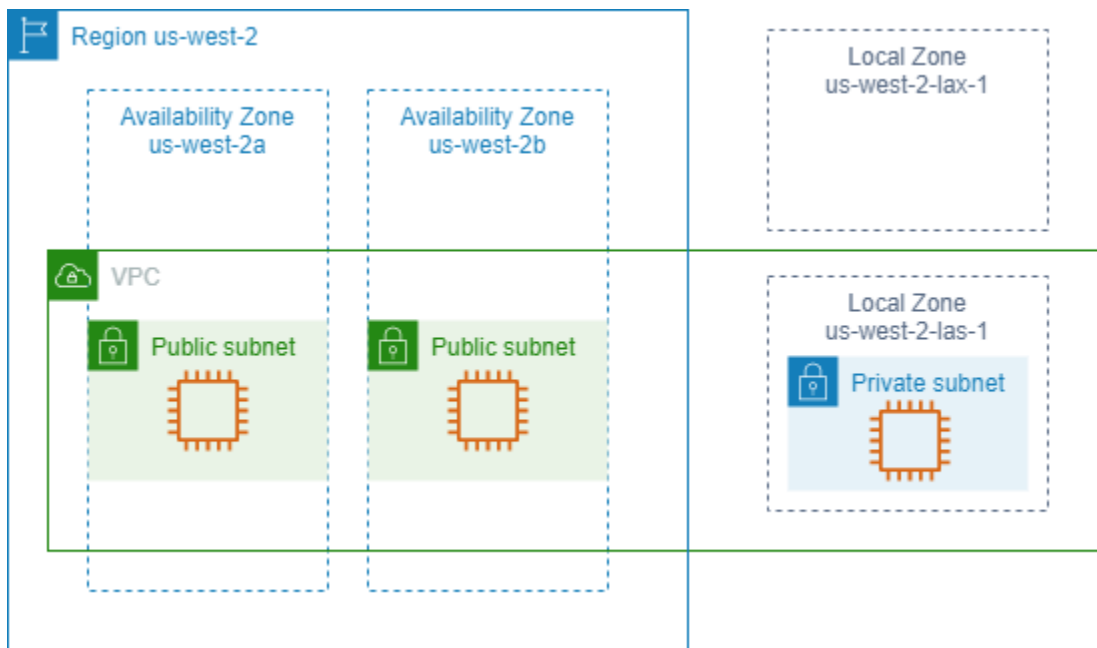 Region us-west-2
Availability Zone
us-west-2a
Availability Zone
us-west-2b
Local Zone
us-west-2-lax-1
VPC
Public subnet
Public subnet
Local Zone
us-west-2-las-1
Private subnet